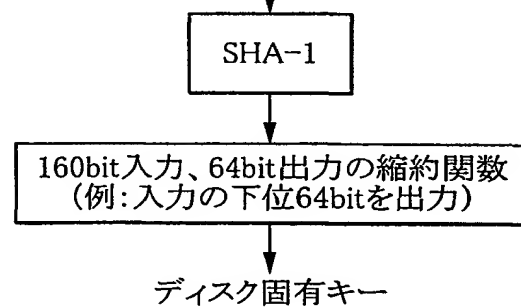 SHA-1
160bit入力、64bit出力の縮約関数
(例:入力の下位64bitを出力)
ディスク固有キー